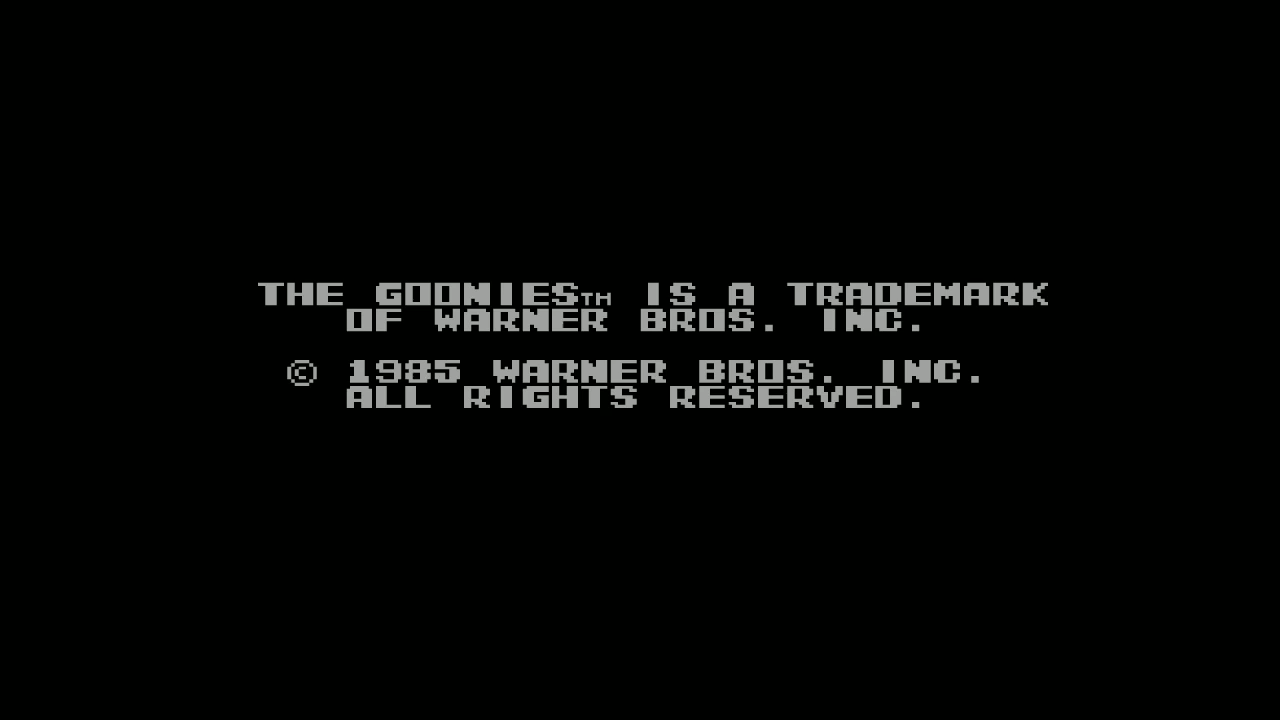 THE GOONIES™ IS A TRADEMARK
OF WARNER BROS. INC.
© 1985 WARNER BROS. INC.
ALL RIGHTS RESERVED.